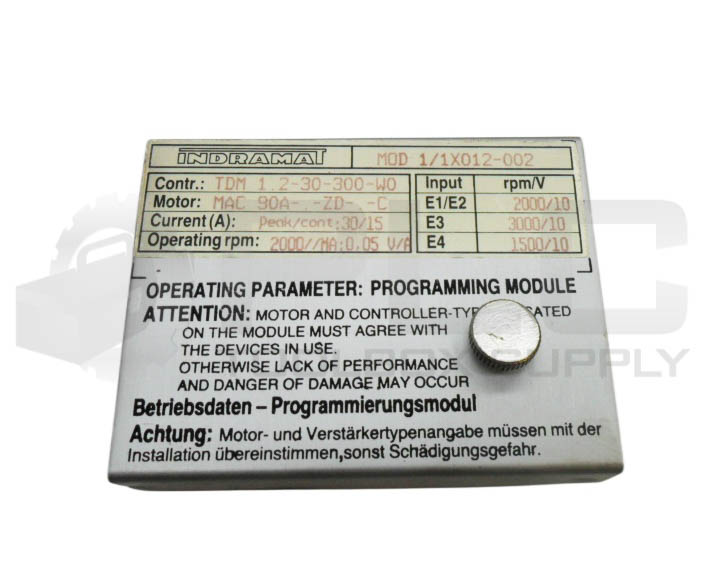 INDRAMAT MOD 1/1X012-002
Contr.: TDM 1.2-30-300-W0 Input rpm/V
Motor: MAC 90A-.-ZD-.-C E1/E2 2000/10
Current (A): Peak/cont:30/15 E3 3000/10
Operating rpm: 2000//MA:0.05 V/A E4 1500/10
OPERATING PARAMETER: PROGRAMMING MODULE
ATTENTION: MOTOR AND CONTROLLER-TYP
ON THE MODULE MUST AGREE WITH
THE DEVICES IN USE.
OTHERWISE LACK OF PERFORMANCE
AND DANGER OF DAMAGE MAY OCCUR
Betriebsdaten – Programmierungsmodul
Achtung: Motor- und Verstärkertypenangabe müssen mit der
Installation übereinstimmen,sonst Schädigungsgefahr.